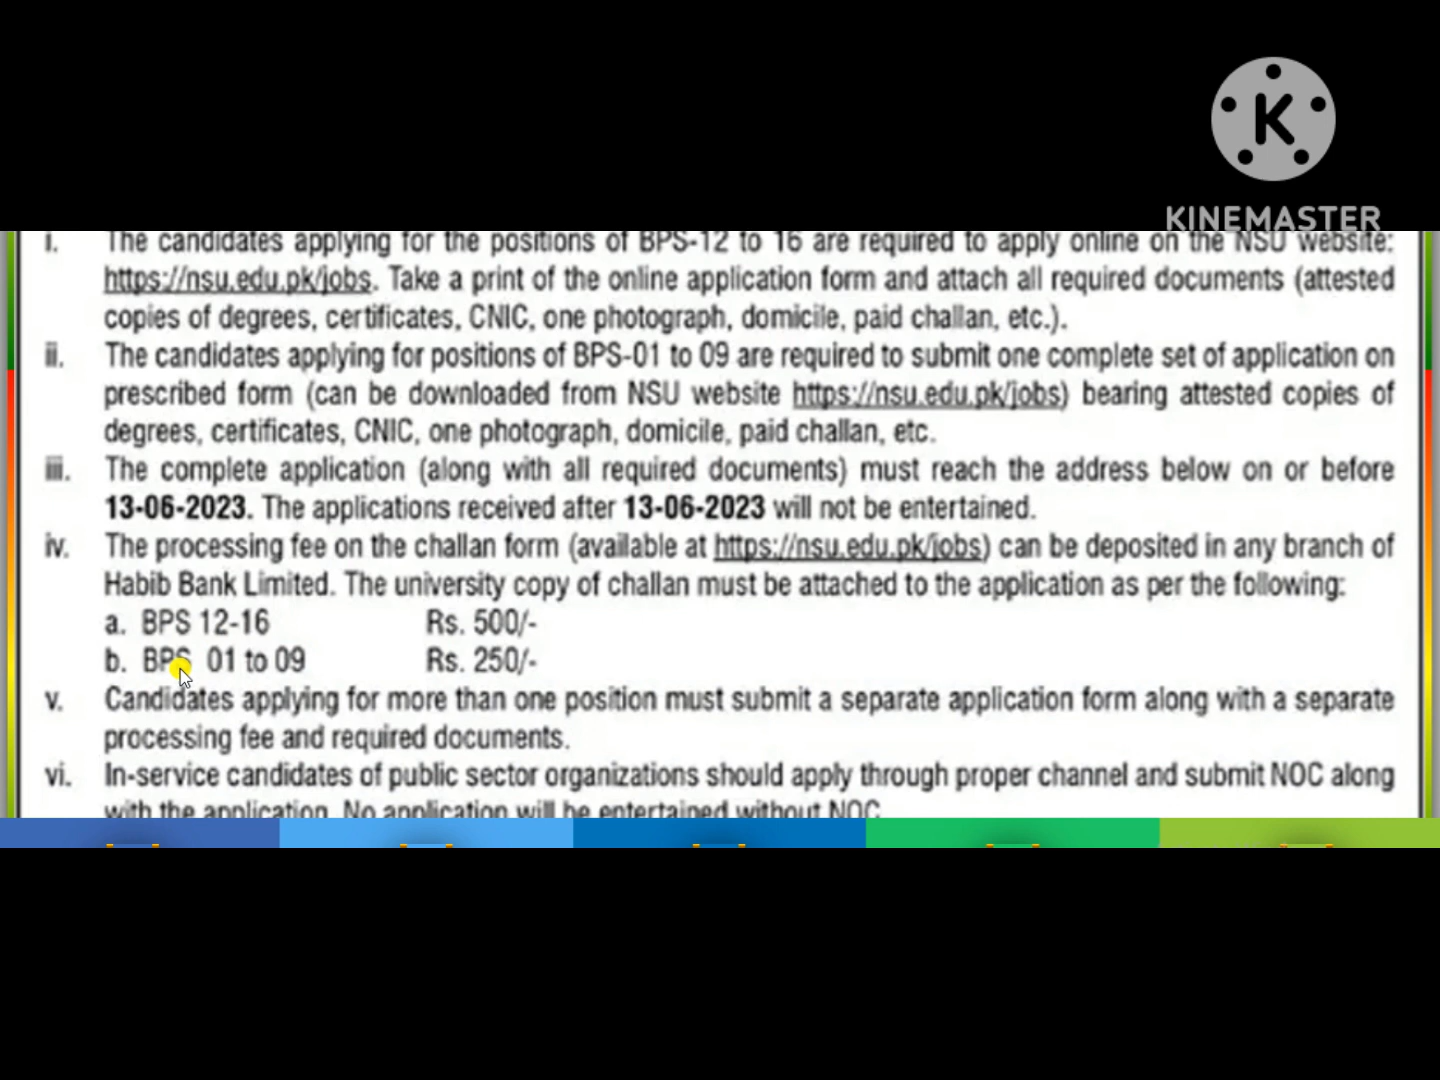 K
KINEMASTER
i. The candidates applying for the positions of BPS-12 to 16 are required to apply online on the NSU website:
https://nsu.edu.pk/jobs. Take a print of the online application form and attach all required documents (attested
copies of degrees, certificates, CNIC, one photograph, domicile, paid challan, etc.).
ii. The candidates applying for positions of BPS-01 to 09 are required to submit one complete set of application on
prescribed form (can be downloaded from NSU website https://nsu.edu.pk/jobs) bearing attested copies of
degrees, certificates, CNIC, one photograph, domicile, paid challan, etc.
iii. The complete application (along with all required documents) must reach the address below on or before
13-06-2023. The applications received after 13-06-2023 will not be entertained.
iv. The processing fee on the challan form (available at https://nsu.edu.pk/jobs) can be deposited in any branch of
Habib Bank Limited. The university copy of challan must be attached to the application as per the following:
a. BPS 12-16 Rs. 500/-
b. BPS 01 to 09 Rs. 250/-
v. Candidates applying for more than one position must submit a separate application form along with a separate
processing fee and required documents.
vi. In-service candidates of public sector organizations should apply through proper channel and submit NOC along
with the application. No application will be entertained without NOC